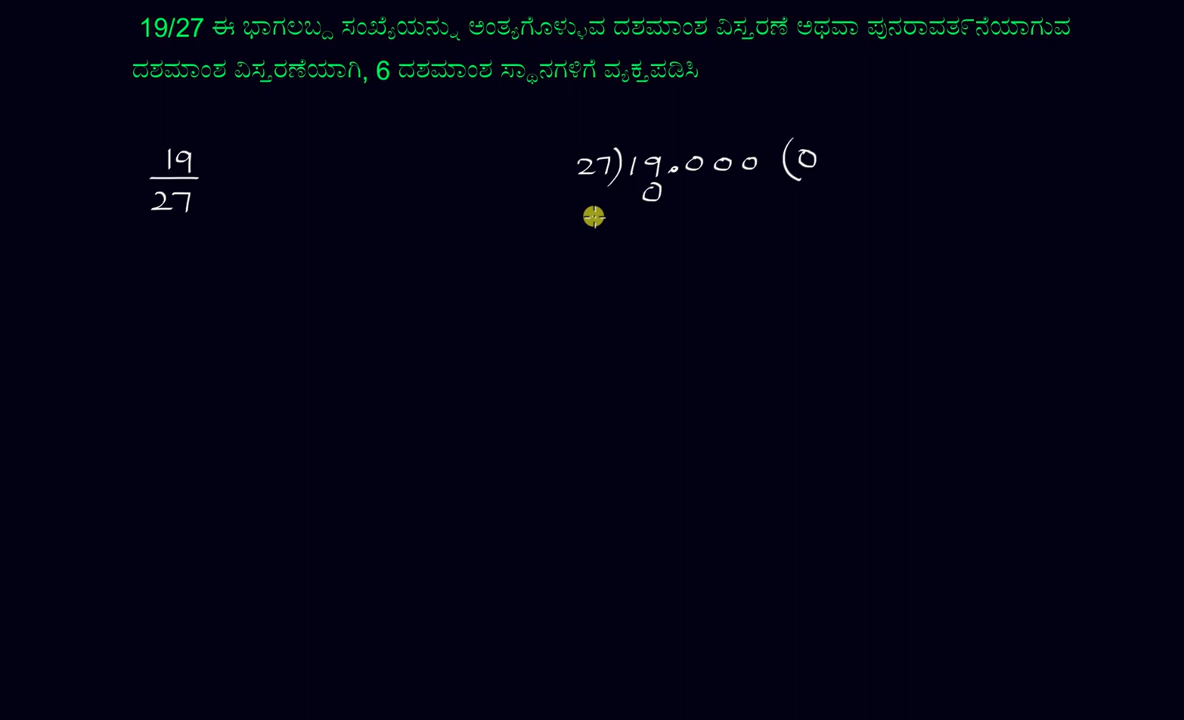 19/27 ಈ ಭಾಗಲಬ್ದ ಸಂಖ್ಯೆಯನ್ನು ಅಂತ್ಯಗೊಳ್ಳುವ ದಶಮಾಂಶ ವಿಸ್ತರಣೆ ಅಥವಾ ಪುನರಾವರ್ತನೆಯಾಗುವ
ದಶಮಾಂಶ ವಿಸ್ತರಣೆಯಾಗಿ, 6 ದಶಮಾಂಶ ಸ್ಥಾನಗಳಿಗೆ ವ್ಯಕ್ತಪಡಿಸಿ
19 27)19.000 (0
27 0